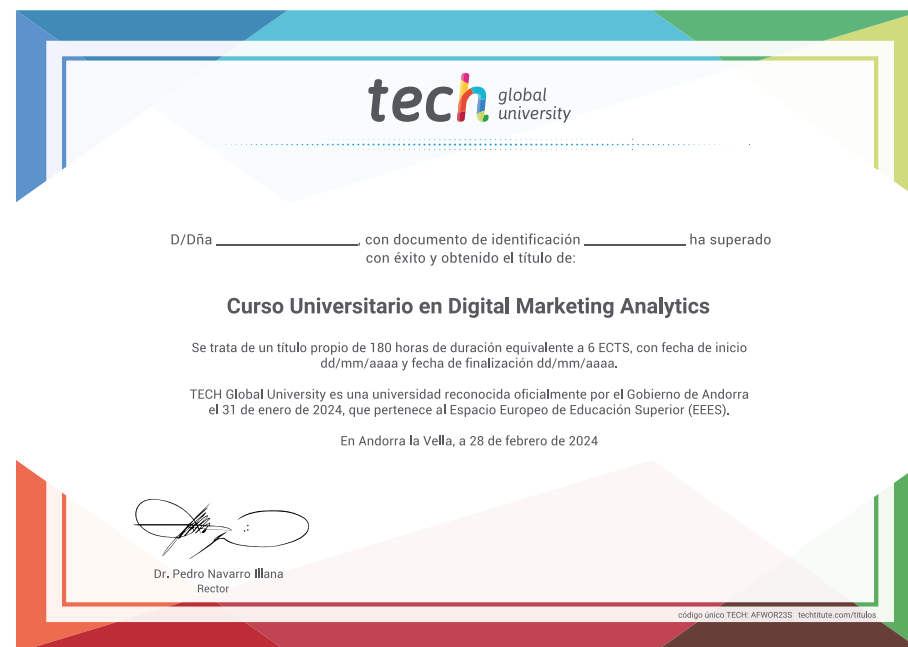 tech global university
D/Dña ____________________, con documento de identificación ______________ ha superado
con éxito y obtenido el título de:
Curso Universitario en Digital Marketing Analytics
Se trata de un título propio de 180 horas de duración equivalente a 6 ECTS, con fecha de inicio
dd/mm/aaaa y fecha de finalización dd/mm/aaaa.
TECH Global University es una universidad reconocida oficialmente por el Gobierno de Andorra
el 31 de enero de 2024, que pertenece al Espacio Europeo de Educación Superior (EEES).
En Andorra la Vella, a 28 de febrero de 2024
Dr. Pedro Navarro Illana
Rector
código único TECH: AFWOR23S techtitute.com/titulos